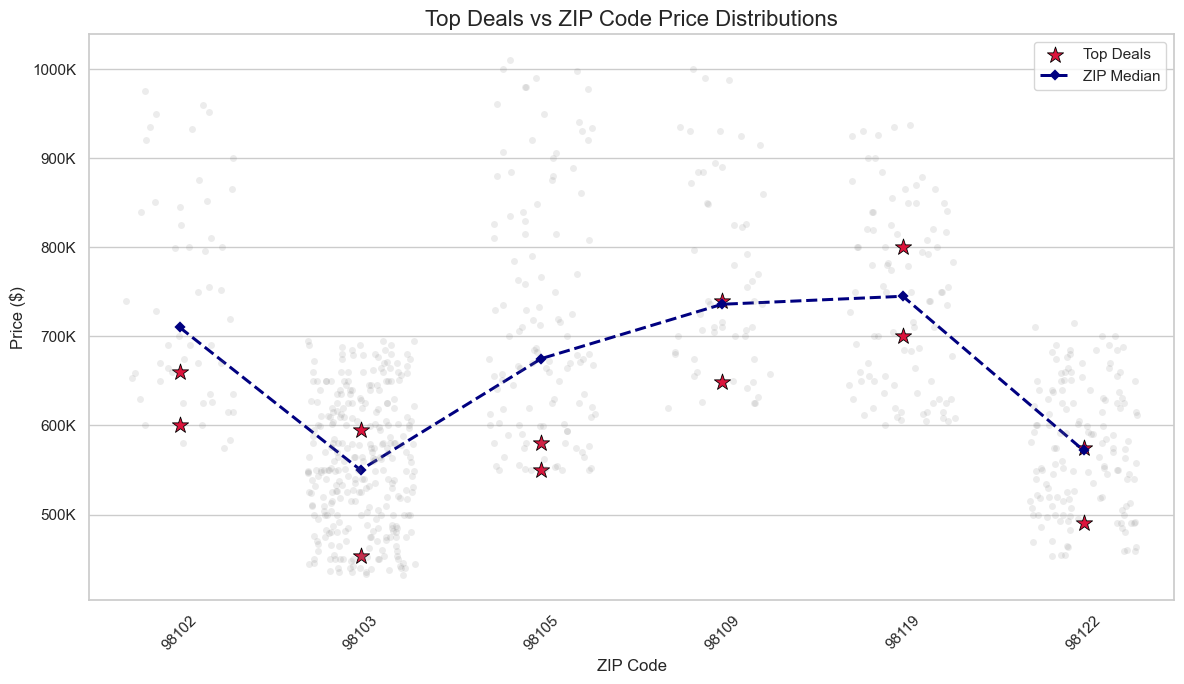 Top Deals vs ZIP Code Price Distributions
Top Deals
ZIP Median
Price ($)
1000K
900K
800K
700K
600K
500K
98102
98103
98105
98109
98119
98122
ZIP Code